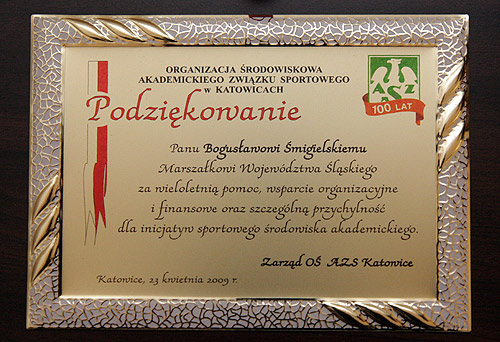 ORGANIZACJA ŚRODOWISKOWA
AKADEMICKIEGO ZWIĄZKU SPORTOWEGO
w KATOWICACH
AZS
100 LAT
Podziękowanie
Panu Bogusławowi Śmigielskiemu
Marszałkowi Województwa Śląskiego
za wieloletnią pomoc, wsparcie organizacyjne
i finansowe oraz szczególną przychylność
dla inicjatyw sportowego środowiska akademickiego.
Zarząd OŚ AZS Katowice
Katowice, 23 kwietnia 2009 r.